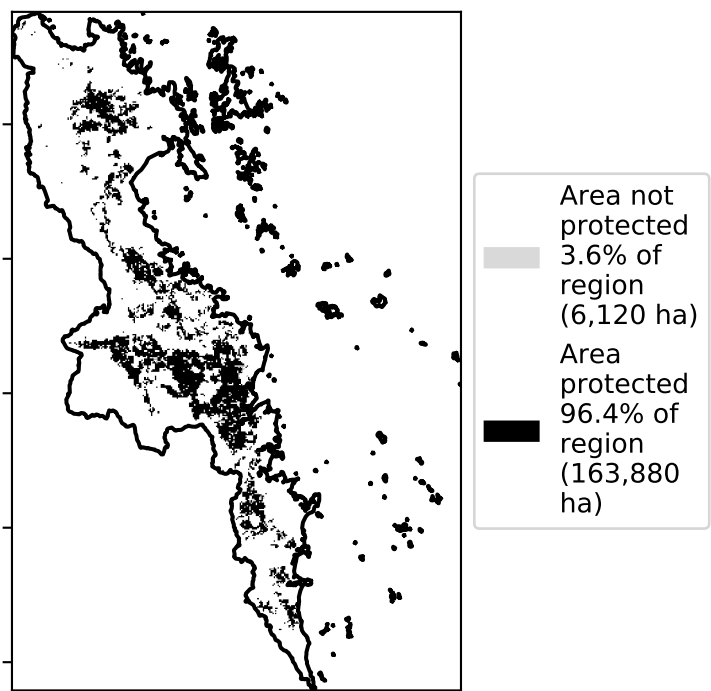 Area not
protected
3.6% of
region
(6,120 ha)
Area
protected
96.4% of
region
(163,880
ha)